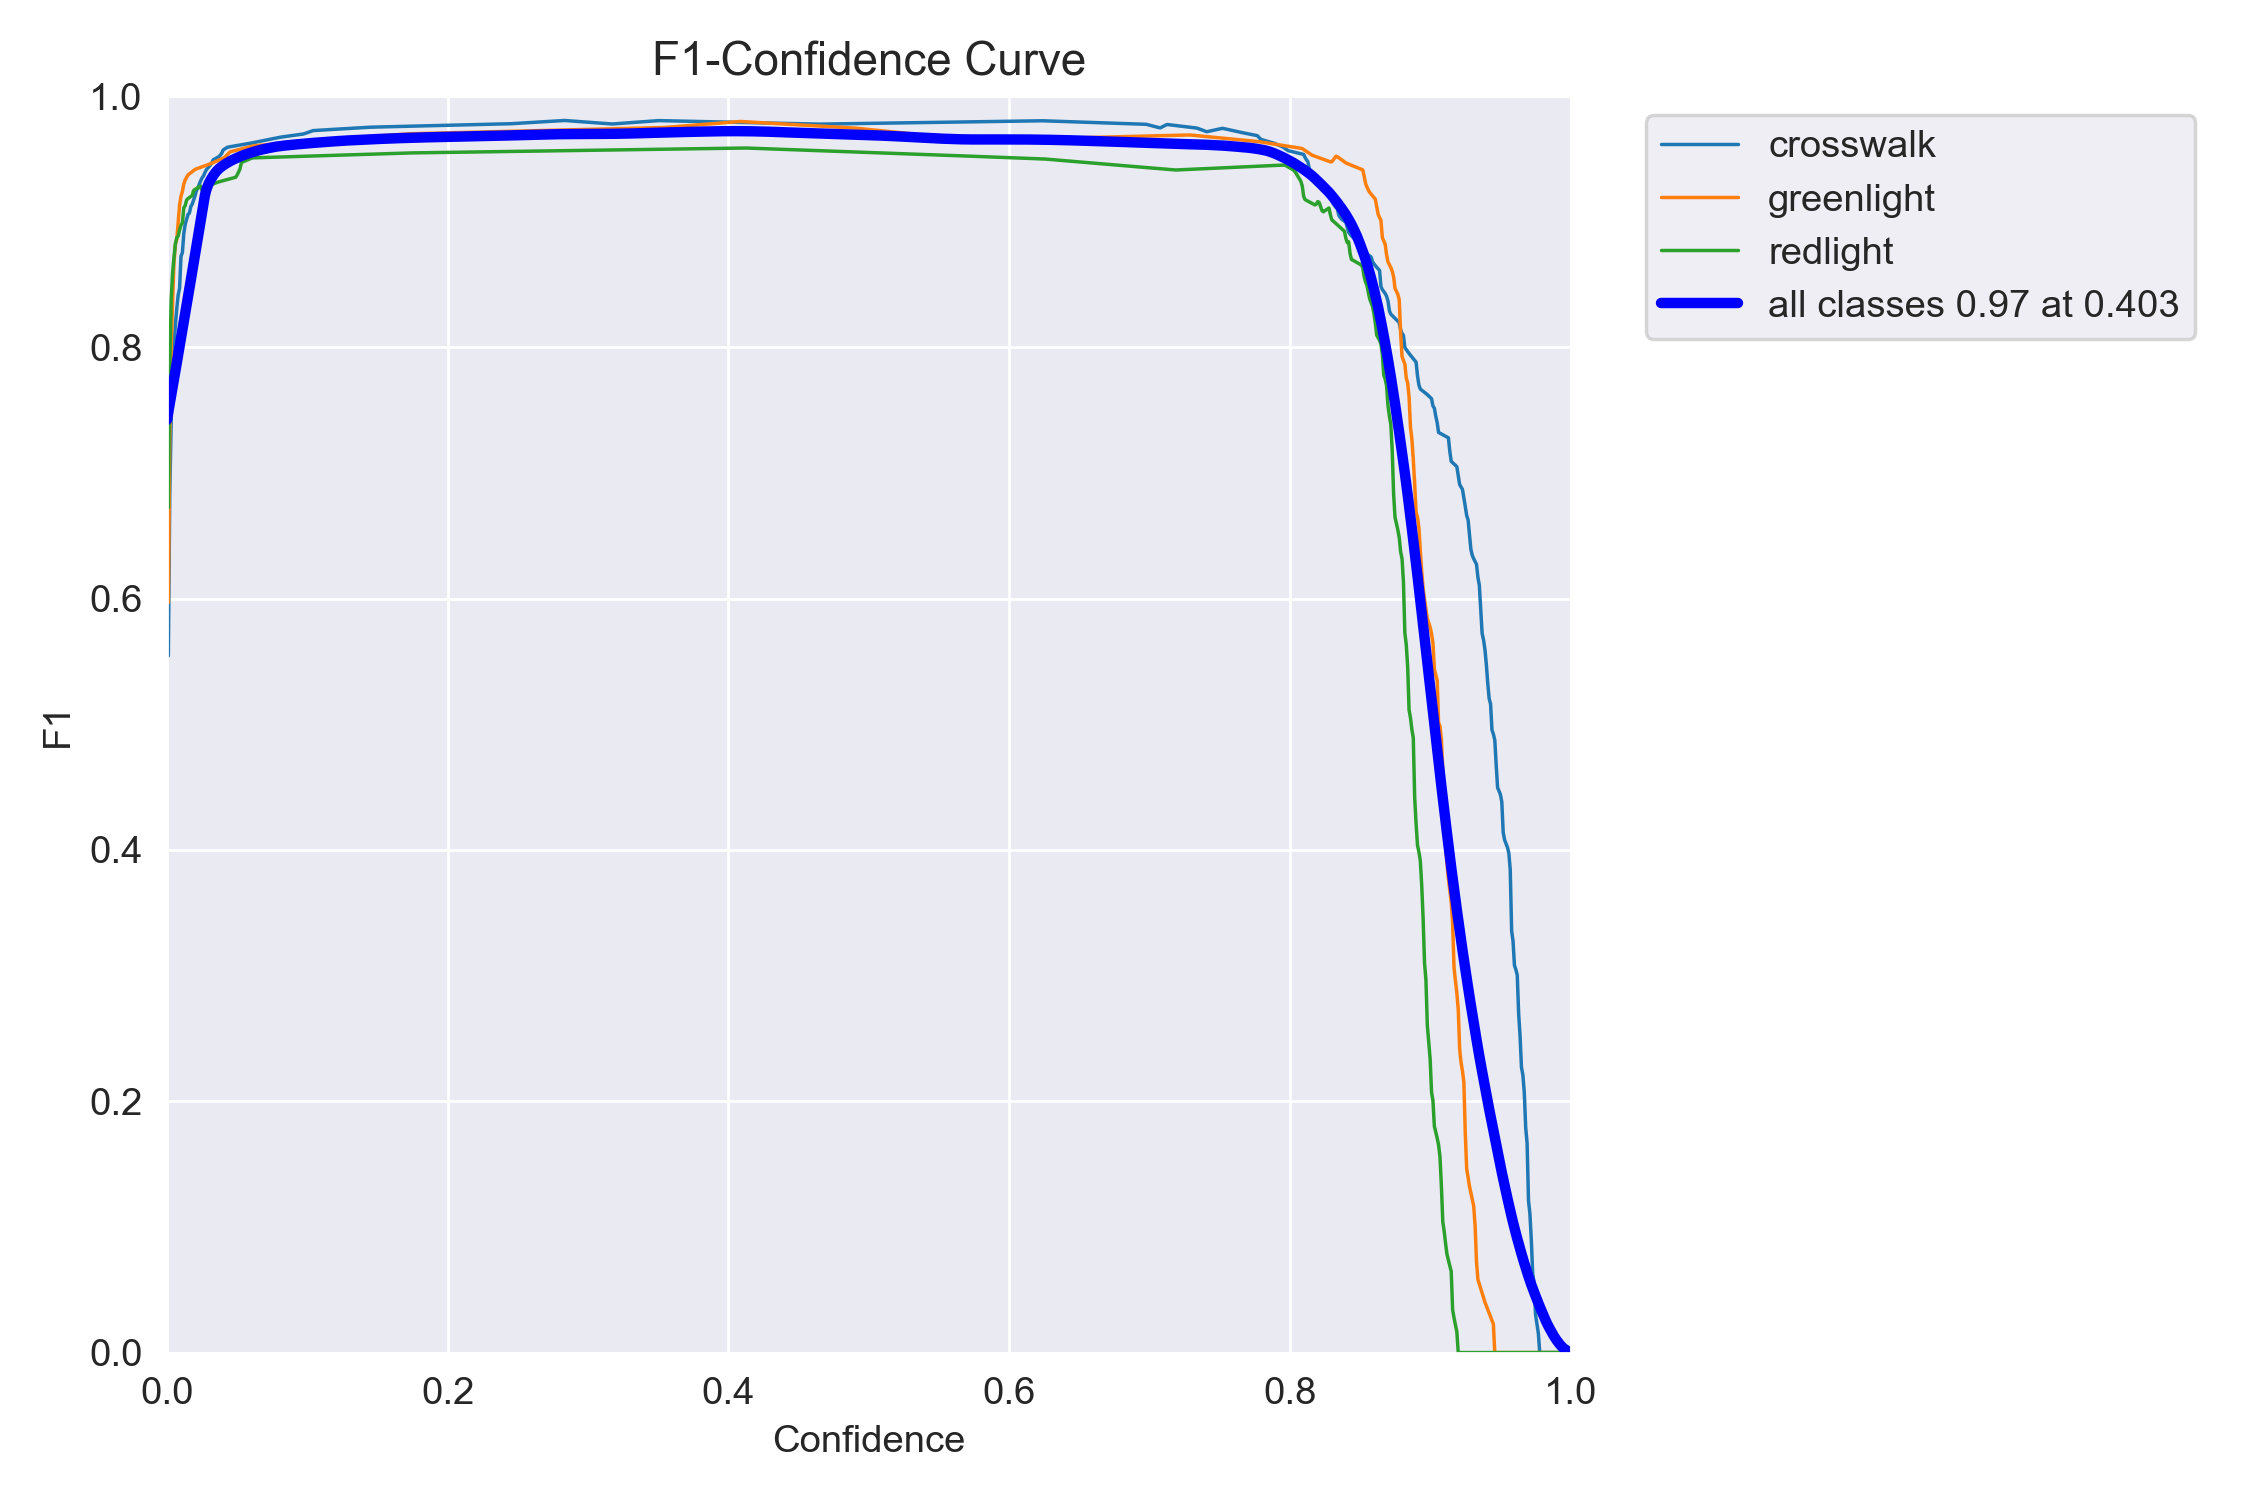 F1-Confidence Curve
1.0
0.8
0.6
0.4
0.2
0.0
F1
0.0 0.2 0.4 0.6 0.8 1.0
Confidence
crosswalk
greenlight
redlight
all classes 0.97 at 0.403